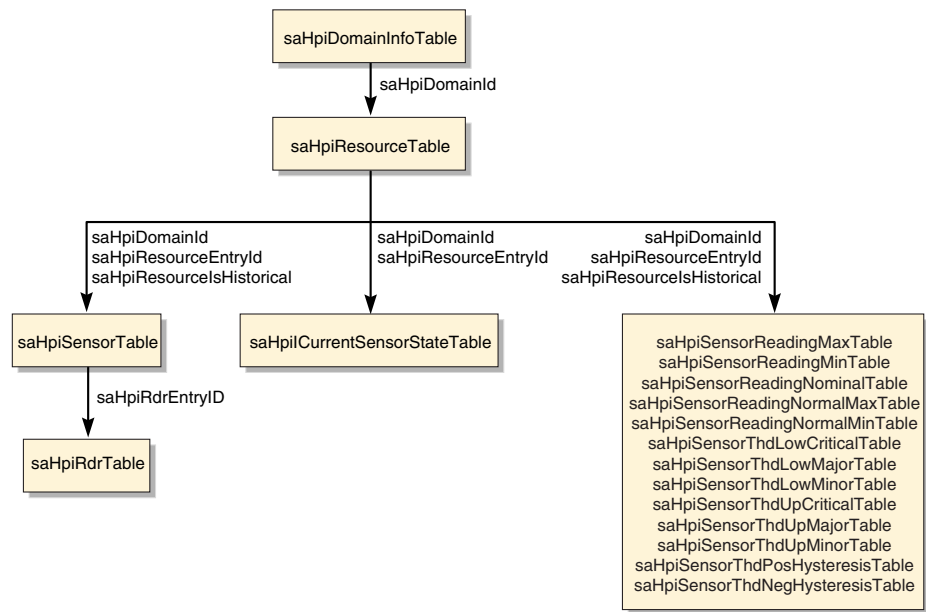 saHpiDomainInfoTable
saHpiDomainId
saHpiResourceTable
saHpiDomainId
saHpiResourceEntryId
saHpiResourceIsHistorical
saHpiDomainId
saHpiResourceEntryId
saHpiDomainId
saHpiResourceEntryId
saHpiResourceIsHistorical
saHpiSensorTable
saHpiRdrEntryID
saHpiRdrTable
saHpiICurrentSensorStateTable
saHpiSensorReadingMaxTable
saHpiSensorReadingMinTable
saHpiSensorReadingNominalTable
saHpiSensorReadingNormalMaxTable
saHpiSensorReadingNormalMinTable
saHpiSensorThdLowCriticalTable
saHpiSensorThdLowMajorTable
saHpiSensorThdLowMinorTable
saHpiSensorThdUpCriticalTable
saHpiSensorThdUpMajorTable
saHpiSensorThdUpMinorTable
saHpiSensorThdPosHysteresisTable
saHpiSensorThdNegHysteresisTable